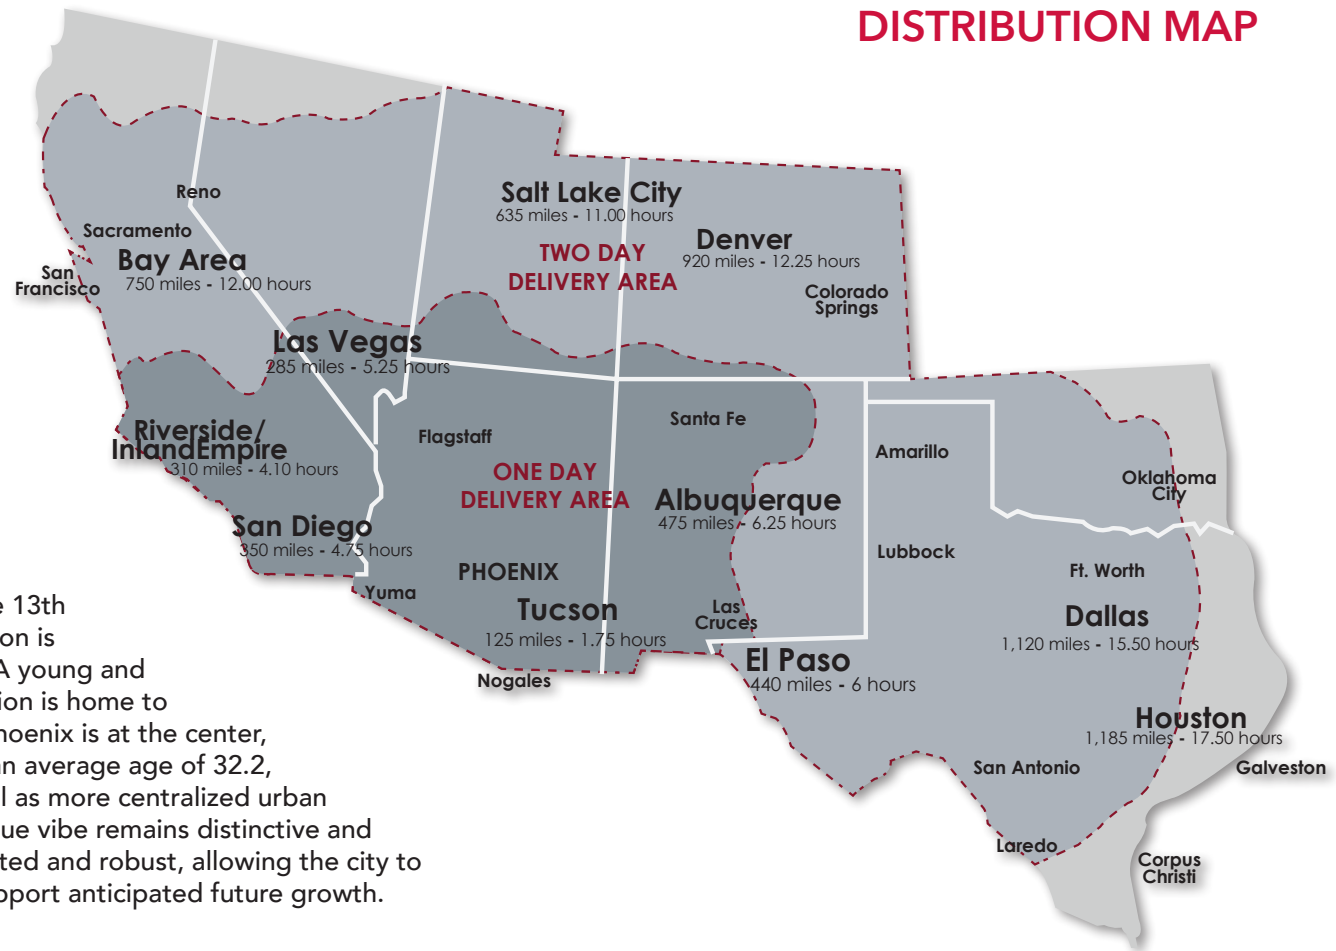 DISTRIBUTION MAP
Reno
Salt Lake City
635 miles - 11.00 hours
Sacramento
Bay Area
750 miles - 12.00 hours
San
Francisco
TWO DAY
DELIVERY AREA
Denver
920 miles - 12.25 hours
Colorado
Springs
Las Vegas
285 miles - 5.25 hours
Riverside/
InlandEmpire
310 miles - 4.10 hours
Flagstaff
Santa Fe
Amarillo
ONE DAY
DELIVERY AREA
Albuquerque
475 miles - 6.25 hours
Oklahoma
City
San Diego
350 miles - 4.75 hours
Lubbock
PHOENIX
Ft. Worth
Yuma
Tucson
125 miles - 1.75 hours
Las
Cruces
Dallas
1,120 miles - 15.50 hours
El Paso
440 miles - 6 hours
Nogales
Houston
1,185 miles - 17.50 hours
San Antonio
Galveston
Laredo
Corpus
Christi
13th
on is
A young and
ion is home to
hoenix is at the center,
an average age of 32.2,
l as more centralized urban
ue vibe remains distinctive and
ted and robust, allowing the city to
pport anticipated future growth.